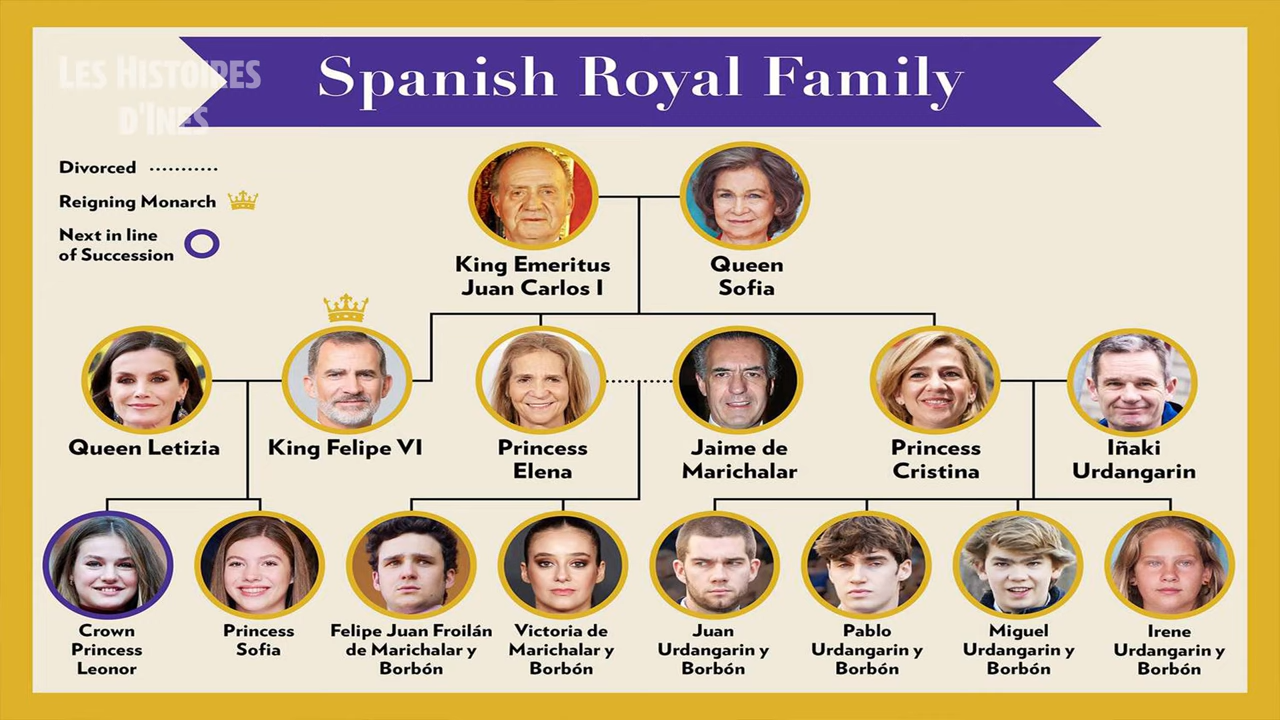 LES HISTOIRES
D'INES
Spanish Royal Family
Divorced
Reigning Monarch
Next in line
of Succession
King Emeritus
Juan Carlos I
Queen
Sofia
Queen Letizia
King Felipe VI
Princess
Elena
Jaime de
Marichalar
Princess
Cristina
Iñaki
Urdangarin
Crown
Princess
Leonor
Princess
Sofia
Felipe Juan Froilán
de Marichalar y
Borbón
Victoria de
Marichalar y
Borbón
Juan
Urdangarin y
Borbón
Pablo
Urdangarin y
Borbón
Miguel
Urdangarin y
Borbón
Irene
Urdangarin y
Borbón